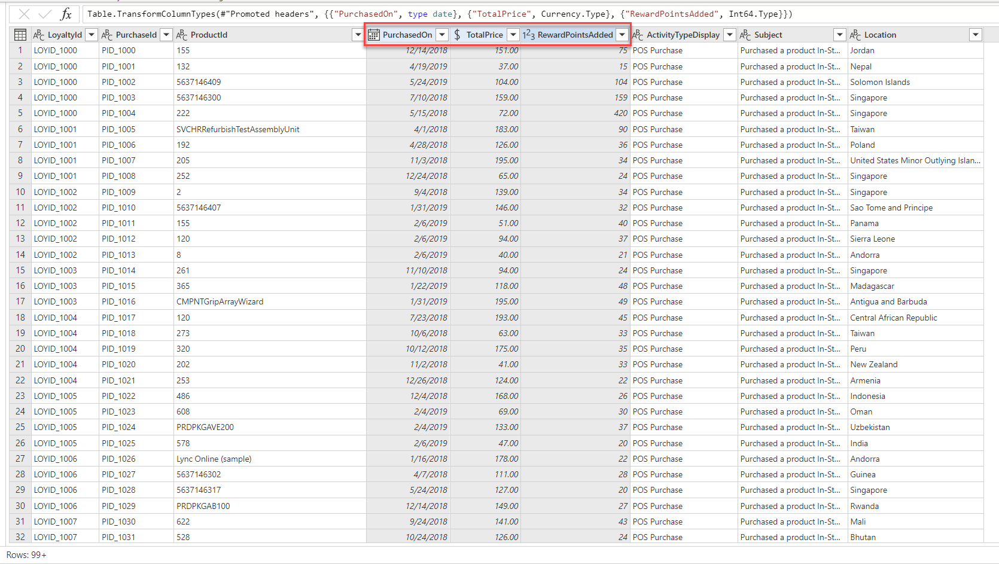 fx Table.TransformColumnTypes(#"Promoted headers", {{"PurchasedOn", type date}, {"TotalPrice", Currency.Type}, {"RewardPointsAdded", Int64.Type}})
ABC LoyaltyId ABC PurchaseId ABC ProductId PurchasedOn $ TotalPrice 123 RewardPointsAdded ABC ActivityTypeDisplay ABC Subject ABC Location
1 LOYID_1000 PID_1000 155 12/14/2018 151.00 75 POS Purchase Purchased a product In-St... Jordan
2 LOYID_1000 PID_1001 132 4/19/2019 37.00 15 POS Purchase Purchased a product In-St... Nepal
3 LOYID_1000 PID_1002 5637146409 5/24/2019 104.00 104 POS Purchase Purchased a product In-St... Solomon Islands
4 LOYID_1000 PID_1003 5637146300 7/10/2018 159.00 159 POS Purchase Purchased a product In-St... Singapore
5 LOYID_1000 PID_1004 222 5/15/2018 72.00 420 POS Purchase Purchased a product In-St... Singapore
6 LOYID_1001 PID_1005 SVCHRRefurbishTestAssemblyUnit 4/1/2018 183.00 90 POS Purchase Purchased a product In-St... Taiwan
7 LOYID_1001 PID_1006 192 4/28/2018 126.00 36 POS Purchase Purchased a product In-St... Poland
8 LOYID_1001 PID_1007 205 11/3/2018 195.00 34 POS Purchase Purchased a product In-St... United States Minor Outlying Islan...
9 LOYID_1001 PID_1008 252 12/24/2018 65.00 24 POS Purchase Purchased a product In-St... Singapore
10 LOYID_1002 PID_1009 2 9/4/2018 139.00 34 POS Purchase Purchased a product In-St... Singapore
11 LOYID_1002 PID_1010 5637146407 1/31/2019 146.00 32 POS Purchase Purchased a product In-St... Sao Tome and Principe
12 LOYID_1002 PID_1011 155 2/6/2019 51.00 40 POS Purchase Purchased a product In-St... Panama
13 LOYID_1002 PID_1012 120 2/6/2019 94.00 37 POS Purchase Purchased a product In-St... Sierra Leone
14 LOYID_1002 PID_1013 8 2/6/2019 40.00 21 POS Purchase Purchased a product In-St... Andorra
15 LOYID_1003 PID_1014 261 11/10/2018 94.00 24 POS Purchase Purchased a product In-St... Singapore
16 LOYID_1003 PID_1015 365 1/22/2019 118.00 48 POS Purchase Purchased a product In-St... Madagascar
17 LOYID_1003 PID_1016 CMPNTGripArrayWizard 1/31/2019 195.00 49 POS Purchase Purchased a product In-St... Antigua and Barbuda
18 LOYID_1004 PID_1017 120 7/23/2018 193.00 45 POS Purchase Purchased a product In-St... Central African Republic
19 LOYID_1004 PID_1018 273 10/6/2018 63.00 33 POS Purchase Purchased a product In-St... Taiwan
20 LOYID_1004 PID_1019 320 10/12/2018 175.00 35 POS Purchase Purchased a product In-St... Peru
21 LOYID_1004 PID_1020 202 11/2/2018 41.00 33 POS Purchase Purchased a product In-St... New Zealand
22 LOYID_1004 PID_1021 253 12/26/2018 124.00 22 POS Purchase Purchased a product In-St... Armenia
23 LOYID_1005 PID_1022 486 12/4/2018 168.00 26 POS Purchase Purchased a product In-St... Indonesia
24 LOYID_1005 PID_1023 608 2/4/2019 69.00 30 POS Purchase Purchased a product In-St... Oman
25 LOYID_1005 PID_1024 PRDPKGAVE200 2/4/2019 133.00 37 POS Purchase Purchased a product In-St... Uzbekistan
26 LOYID_1005 PID_1025 578 2/6/2019 47.00 20 POS Purchase Purchased a product In-St... India
27 LOYID_1006 PID_1026 Lync Online (sample) 1/16/2018 178.00 22 POS Purchase Purchased a product In-St... Andorra
28 LOYID_1006 PID_1027 5637146302 4/7/2018 111.00 28 POS Purchase Purchased a product In-St... Guinea
29 LOYID_1006 PID_1028 5637146317 5/24/2018 127.00 20 POS Purchase Purchased a product In-St... Singapore
30 LOYID_1006 PID_1029 PRDPKGAB100 12/14/2018 149.00 27 POS Purchase Purchased a product In-St... Rwanda
31 LOYID_1007 PID_1030 622 9/24/2018 141.00 43 POS Purchase Purchased a product In-St... Mali
32 LOYID_1007 PID_1031 528 10/24/2018 126.00 24 POS Purchase Purchased a product In-St... Bhutan
Rows: 99+